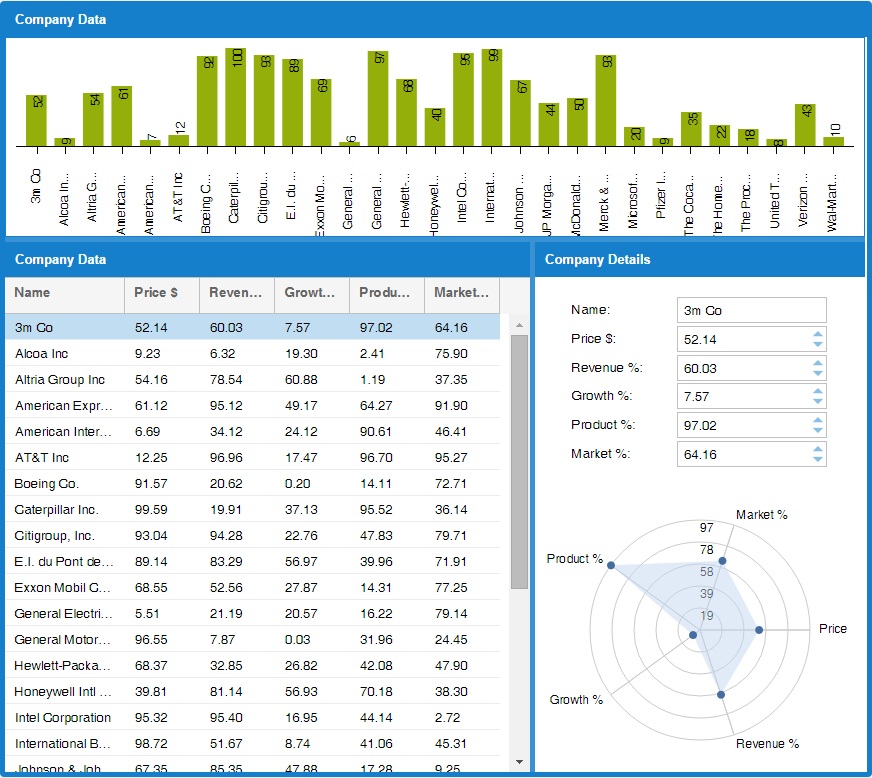 Company Data
52 9 54 61 7 12 92 100 93 89 69 6 97 68 40 95 99 67 44 50 93 20 9 35 22 18 8 43 10
3m Co Alcoa In... Altria G... American... American... AT&T Inc Boeing C... Caterpil... Citigrou... E.I. du ... Exxon Mo... General ... General ... Hewlett-... Honeywel... Intel Co... Internat... Johnson ... JP Morga... McDonald... Merck & ... Microsof... Pfizer I... The Coca... The Home... The Proc... United T... Verizon ... Wal-Mart...
Company Data
Name Price $ Reven... Growt... Produ... Market...
3m Co 52.14 60.03 7.57 97.02 64.16
Alcoa Inc 9.23 6.32 19.30 2.41 75.90
Altria Group Inc 54.16 78.54 60.88 1.19 37.35
American Expr... 61.12 95.12 49.17 64.27 91.90
American Inter... 6.69 34.12 24.12 90.61 46.41
AT&T Inc 12.25 96.96 17.47 96.70 95.27
Boeing Co. 91.57 20.62 0.20 14.11 72.71
Caterpillar Inc. 99.59 19.91 37.13 95.52 36.14
Citigroup, Inc. 93.04 94.28 22.76 47.83 79.71
E.I. du Pont de... 89.14 83.29 56.97 39.96 71.91
Exxon Mobil C... 68.55 52.56 27.87 14.31 77.25
General Electri... 5.51 21.19 20.57 16.22 79.14
General Motor... 96.55 7.87 0.03 31.96 24.45
Hewlett-Packa... 68.37 32.85 26.82 42.08 47.90
Honeywell Intl ... 39.81 81.14 56.93 70.18 38.30
Intel Corporation 95.32 95.40 16.95 44.14 2.72
International B... 98.72 51.67 8.74 41.06 45.31
Johnson & Joh... 67.35 85.35 47.88 17.28 9.25
Company Details
Name: 3m Co
Price $: 52.14
Revenue %: 60.03
Growth %: 7.57
Product %: 97.02
Market %: 64.16
Market %
97
78
Product %
58
39
19
Price
Growth %
Revenue %